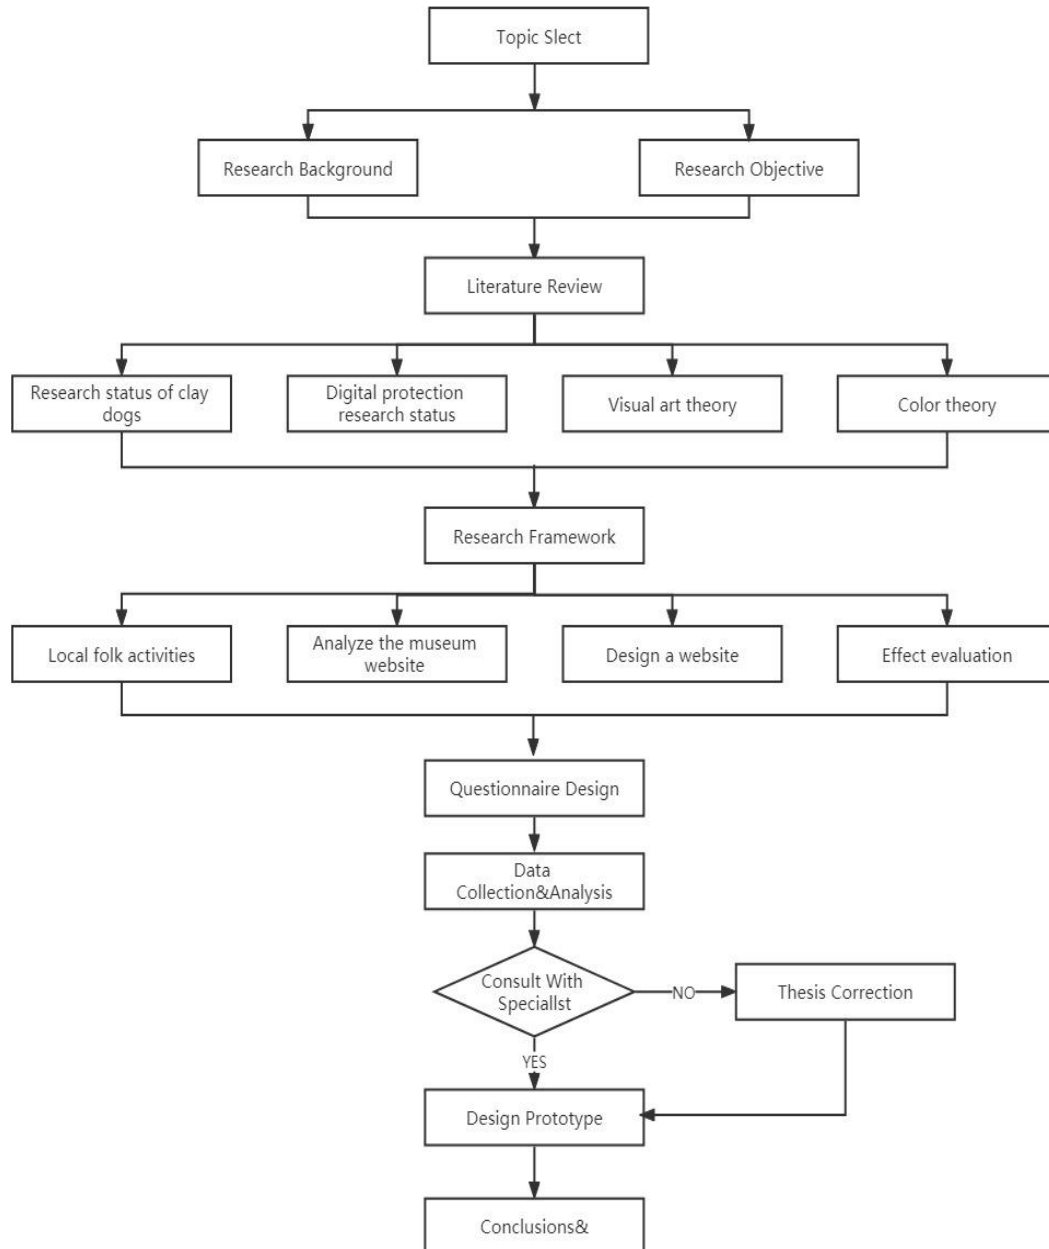 Topic Slect
Research Background
Research Objective
Literature Review
Research status of clay
dogs
Digital protection
research status
Visual art theory
Color theory
Research Framework
Local folk activities
Analyze the museum
website
Design a website
Effect evaluation
Questionnaire Design
Data
Collection&Analysis
Consult With
Speciallst
NO
Thesis Correction
YES
Design Prototype
Conclusions&